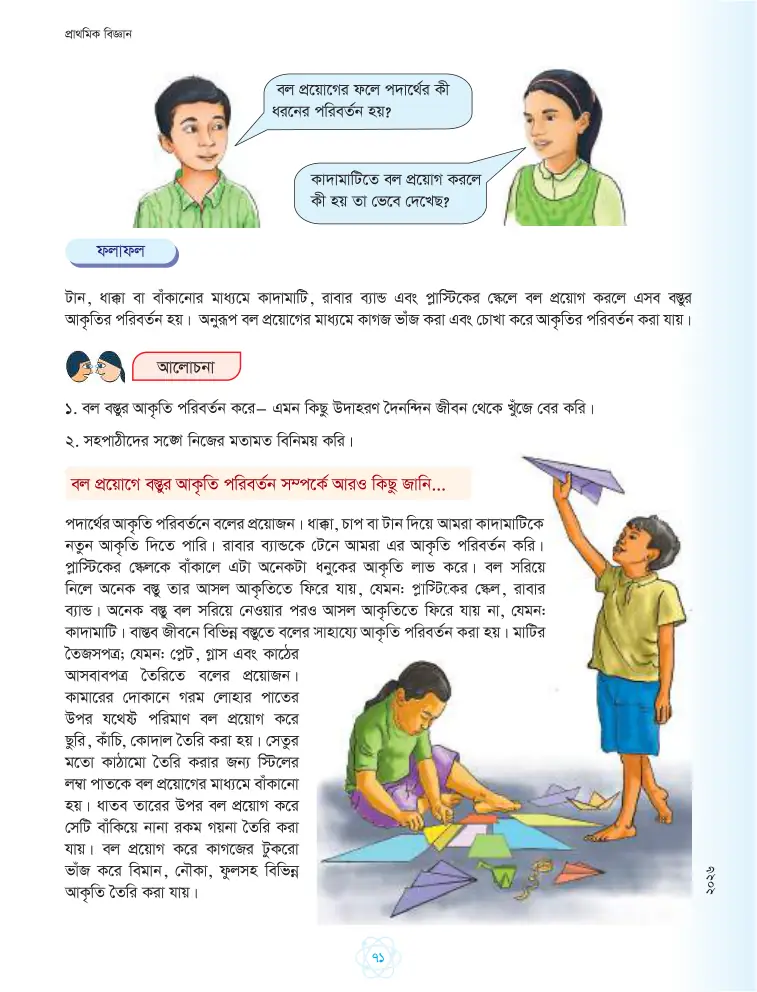 প্রাথমিক বিজ্ঞান
বল প্রয়োগের ফলে পদার্থের কী
ধরনের পরিবর্তন হয়?
কাদামাটিতে বল প্রয়োগ করলে
কী হয় তা ভেবে দেখেছ?
ফলাফল
টান, ধাক্কা বা বাঁকানোর মাধ্যমে কাদামাটি, রাবার ব্যান্ড এবং প্লাস্টিকের স্কেলে বল প্রয়োগ করলে এসব বস্তুর
আকৃতির পরিবর্তন হয়। অনুরূপ বল প্রয়োগের মাধ্যমে কাগজ ভাঁজ করা এবং চোখা করে আকৃতির পরিবর্তন করা যায়।
আলোচনা
১. বল বস্তুর আকৃতি পরিবর্তন করে– এমন কিছু উদাহরণ দৈনন্দিন জীবন থেকে খুঁজে বের করি।
২. সহপাঠীদের সঙ্গে নিজের মতামত বিনিময় করি।
বল প্রয়োগে বস্তুর আকৃতি পরিবর্তন সম্পর্কে আরও কিছু জানি...
পদার্থের আকৃতি পরিবর্তনে বলের প্রয়োজন। ধাক্কা, চাপ বা টান দিয়ে আমরা কাদামাটিকে
নতুন আকৃতি দিতে পারি। রাবার ব্যান্ডকে টেনে আমরা এর আকৃতি পরিবর্তন করি।
প্লাস্টিকের স্কেলকে বাঁকালে এটা অনেকটা ধনুকের আকৃতি লাভ করে। বল সরিয়ে
নিলে অনেক বস্তু তার আসল আকৃতিতে ফিরে যায়, যেমন: প্লাস্টিকের স্কেল, রাবার
ব্যান্ড। অনেক বস্তু বল সরিয়ে নেওয়ার পরও আসল আকৃতিতে ফিরে যায় না, যেমন:
কাদামাটি। বাস্তব জীবনে বিভিন্ন বস্তুতে বলের সাহায্যে আকৃতি পরিবর্তন করা হয়। মাটির
তৈজসপত্র; যেমন: প্লেট, গ্লাস এবং কাঠের
আসবাবপত্র তৈরিতে বলের প্রয়োজন।
কামারের দোকানে গরম লোহার পাতের
উপর যথেষ্ট পরিমাণ বল প্রয়োগ করে
ছুরি, কাঁচি, কোদাল তৈরি করা হয়। সেতুর
মতো কাঠামো তৈরি করার জন্য স্টিলের
লম্বা পাতকে বল প্রয়োগের মাধ্যমে বাঁকানো
হয়। ধাতব তারের উপর বল প্রয়োগ করে
সেটি বাঁকিয়ে নানা রকম গয়না তৈরি করা
যায়। বল প্রয়োগ করে কাগজের টুকরো
ভাঁজ করে বিমান, নৌকা, ফুলসহ বিভিন্ন
আকৃতি তৈরি করা যায়।
২০২৬
৭১